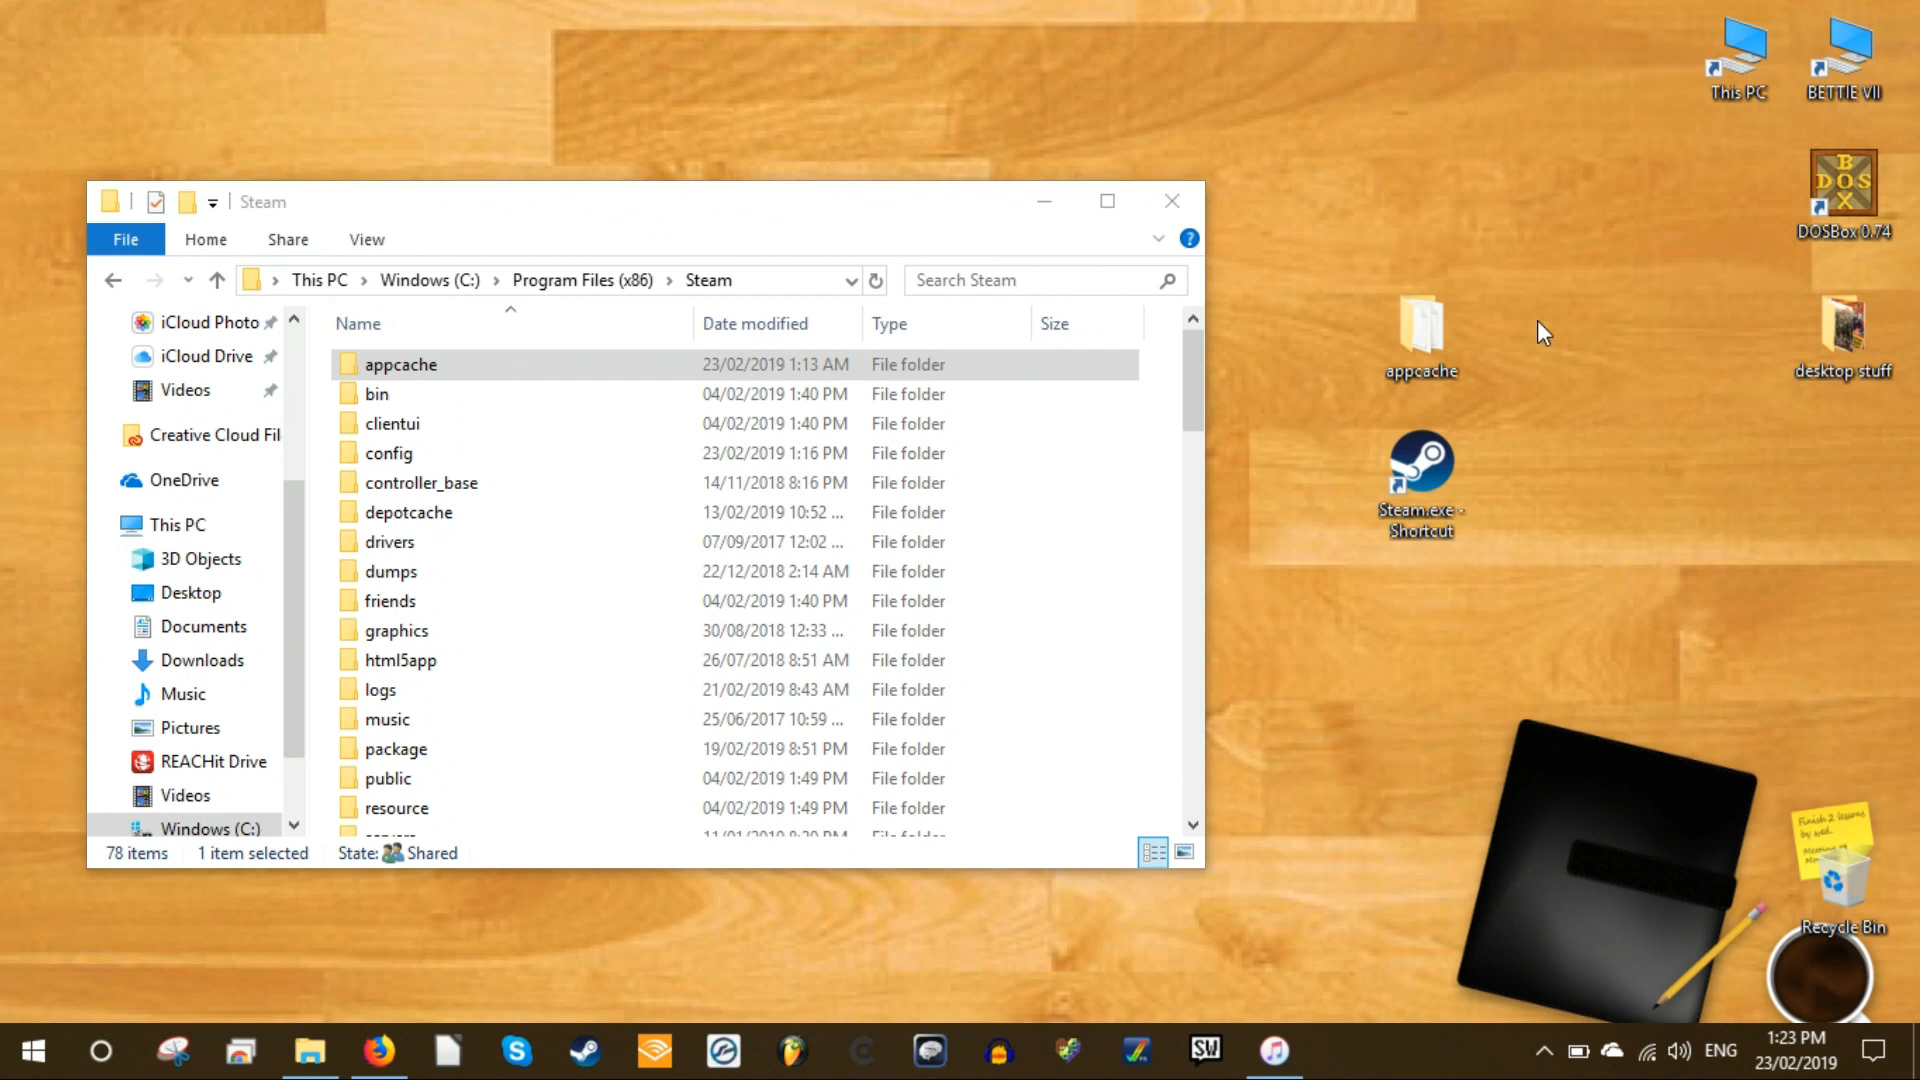 This PC
BETTIE VII
BOX
DOS
DOSBox 0.74
appcache
desktop stuff
Steam.exe -
Shortcut
Finish 2 lessons
by wed.
Recycle Bin
Steam
File
Home
Share
View
This PC
Windows (C:)
Program Files (x86)
Steam
Search Steam
iCloud Photo
iCloud Drive
Videos
Creative Cloud Fil
OneDrive
This PC
3D Objects
Desktop
Documents
Downloads
Music
Pictures
REACHit Drive
Videos
Windows (C:)
Name Date modified Type Size
appcache 23/02/2019 1:13 AM File folder
bin 04/02/2019 1:40 PM File folder
clientui 04/02/2019 1:40 PM File folder
config 23/02/2019 1:16 PM File folder
controller_base 14/11/2018 8:16 PM File folder
depotcache 13/02/2019 10:52 ... File folder
drivers 07/09/2017 12:02 ... File folder
dumps 22/12/2018 2:14 AM File folder
friends 04/02/2019 1:40 PM File folder
graphics 30/08/2018 12:33 ... File folder
html5app 26/07/2018 8:51 AM File folder
logs 21/02/2019 8:43 AM File folder
music 25/06/2017 10:59 ... File folder
package 19/02/2019 8:51 PM File folder
public 04/02/2019 1:49 PM File folder
resource 04/02/2019 1:49 PM File folder
78 items 1 item selected State: Shared
SW
ENG
1:23 PM
23/02/2019